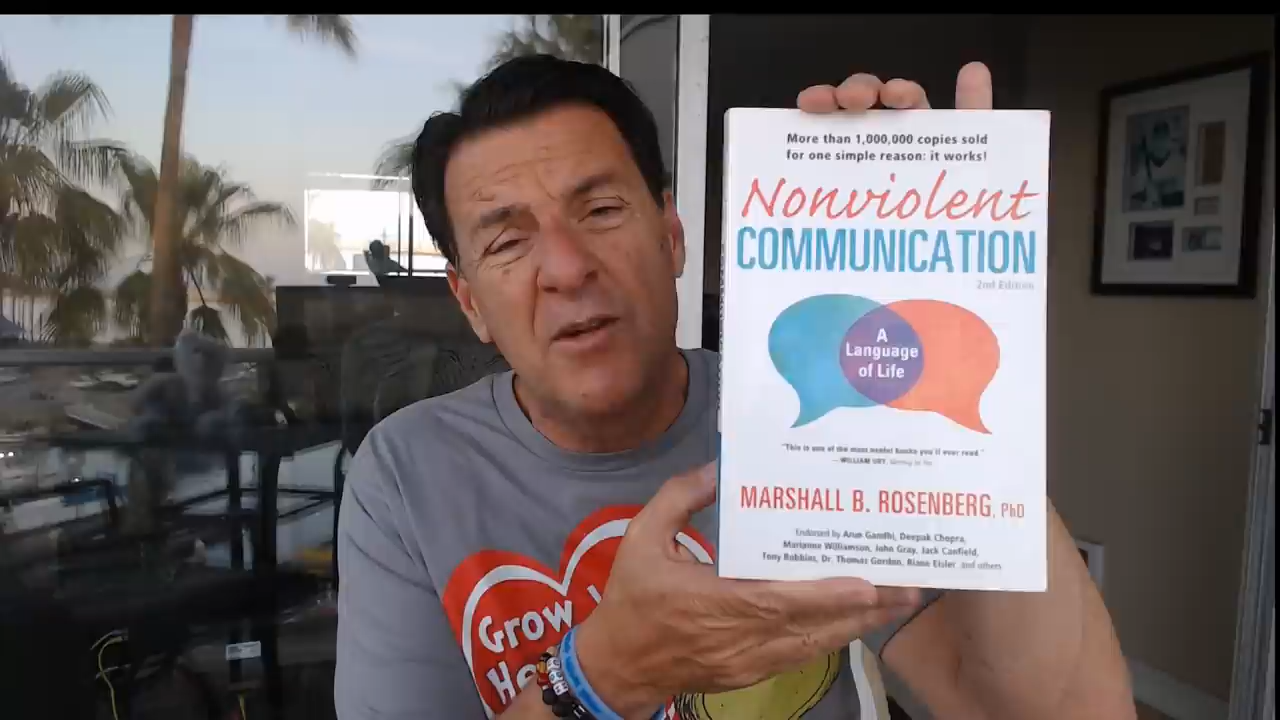 More than 1,000,000 copies sold
for one simple reason: it works!
Nonviolent
COMMUNICATION
2nd Edition
A
Language
of Life
"This is one of the most useful books you'll ever read."
—WILLIAM URY, Getting to Yes
MARSHALL B. ROSENBERG, PhD
Endorsed by Arun Gandhi, Deepak Chopra,
Marianne Williamson, John Gray, Jack Canfield,
Tony Robbins, Dr. Thomas Gordon, Riane Eisler and others
Grow
He